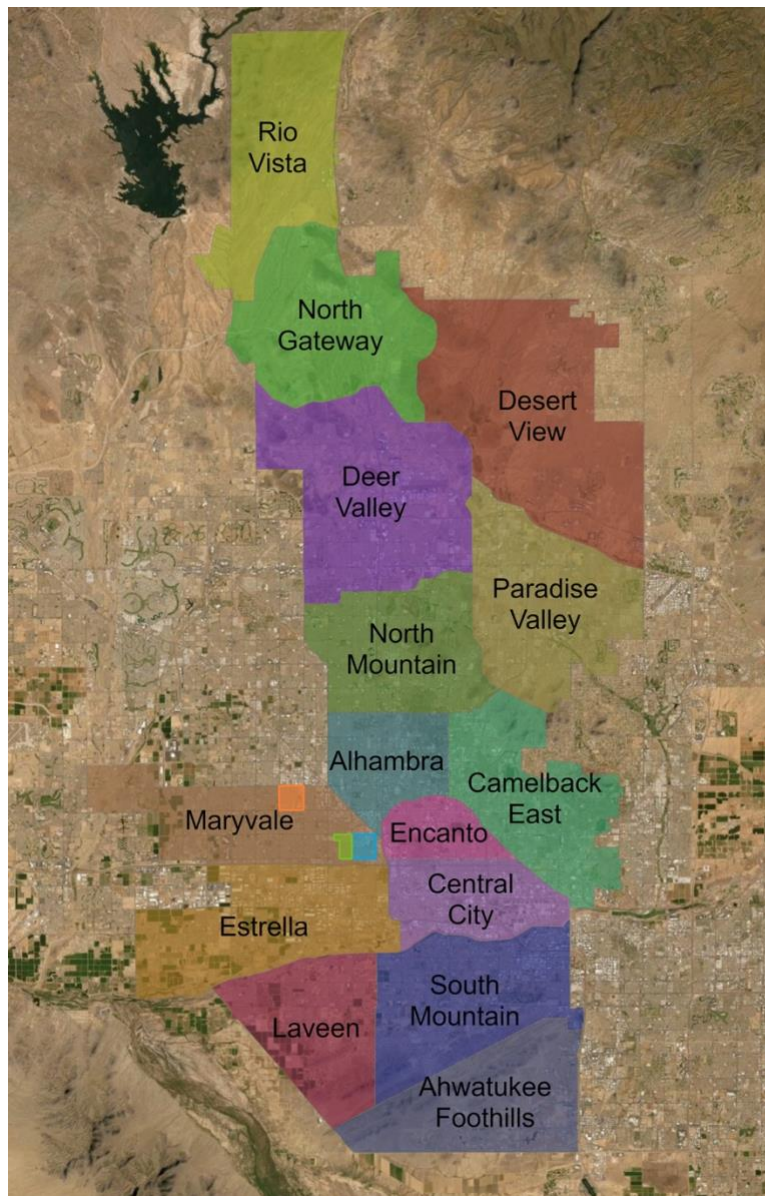 Rio
Vista
North
Gateway
Desert
View
Deer
Valley
Paradise
Valley
North
Mountain
Alhambra
Camelback
East
Maryvale
Encanto
Central
City
Estrella
South
Mountain
Laveen
Ahwatukee
Foothills